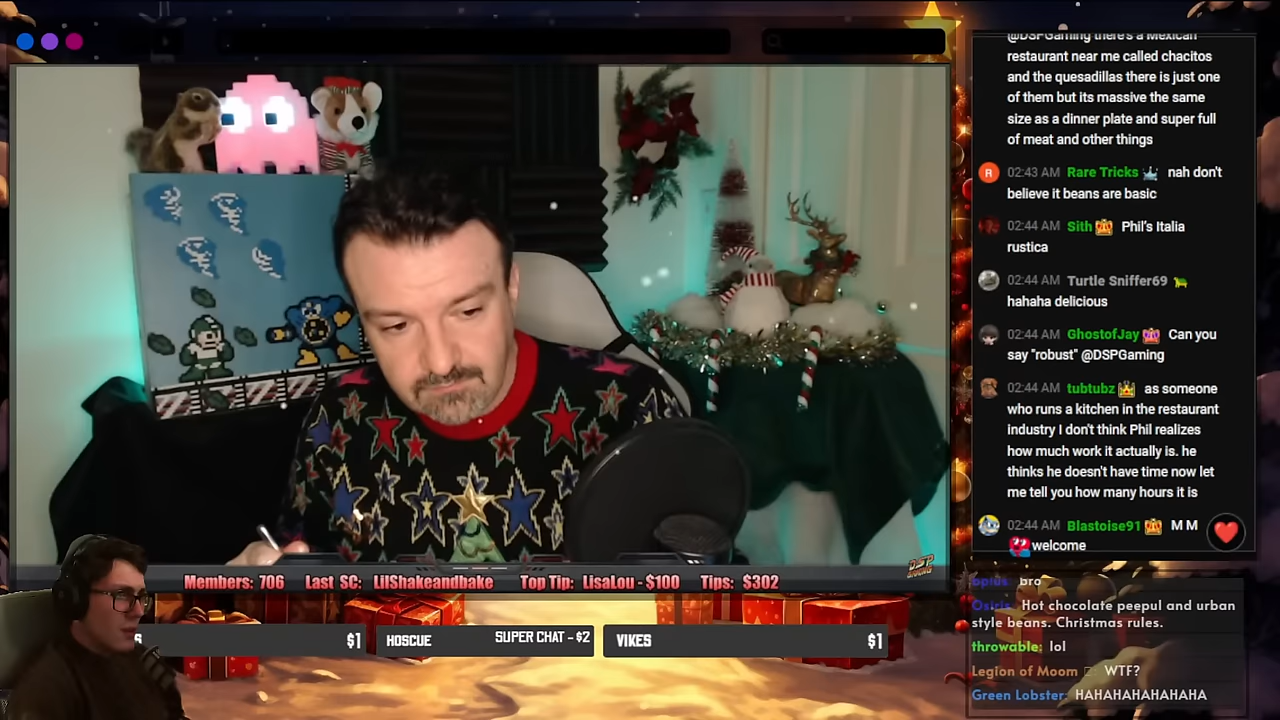 @DSPGaming there's a Mexican
restaurant near me called chacitos
and the quesadillas there is just one
of them but its massive the same
size as a dinner plate and super full
of meat and other things
R 02:43 AM Rare Tricks nah don't
believe it beans are basic
02:44 AM Sith Phil's Italia
rustica
02:44 AM Turtle Sniffer69
hahaha delicious
02:44 AM GhostofJay Can you
say "robust" @DSPGaming
02:44 AM tubtubz as someone
who runs a kitchen in the restaurant
industry I don't think Phil realizes
how much work it actually is. he
thinks he doesn't have time now let
me tell you how many hours it is
02:44 AM Blastoise91 M M
welcome
DSP GAMING
Members: 706 Last SC: LilShakeandbake Top Tip: LisaLou - $100 Tips: $302
$1 HOSCUE SUPER CHAT - $2 VIKES $1
bro
Osiris: Hot chocolate peepul and urban
style beans. Christmas rules.
throwable: lol
Legion of Moom : WTF?
Green Lobster: HAHAHAHAHAHAHA